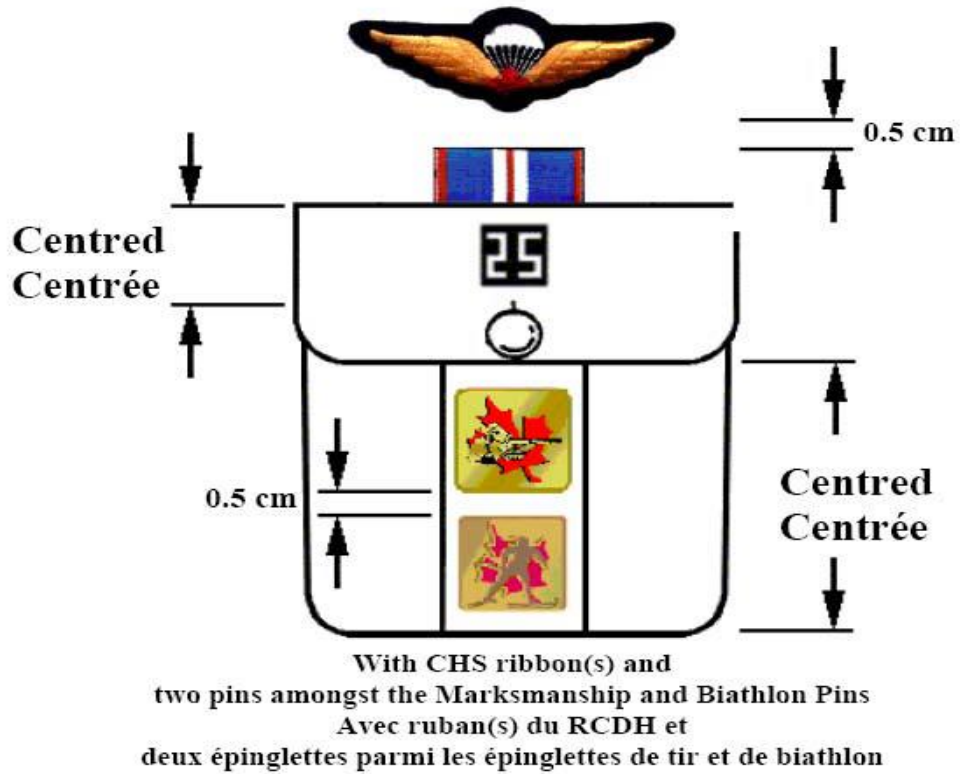 0.5 cm
Centred
Centrée
25
0.5 cm
Centred
Centrée
With CHS ribbon(s) and
two pins amongst the Marksmanship and Biathlon Pins
Avec ruban(s) du RCDH et
deux épinglettes parmi les épinglettes de tir et de biathlon